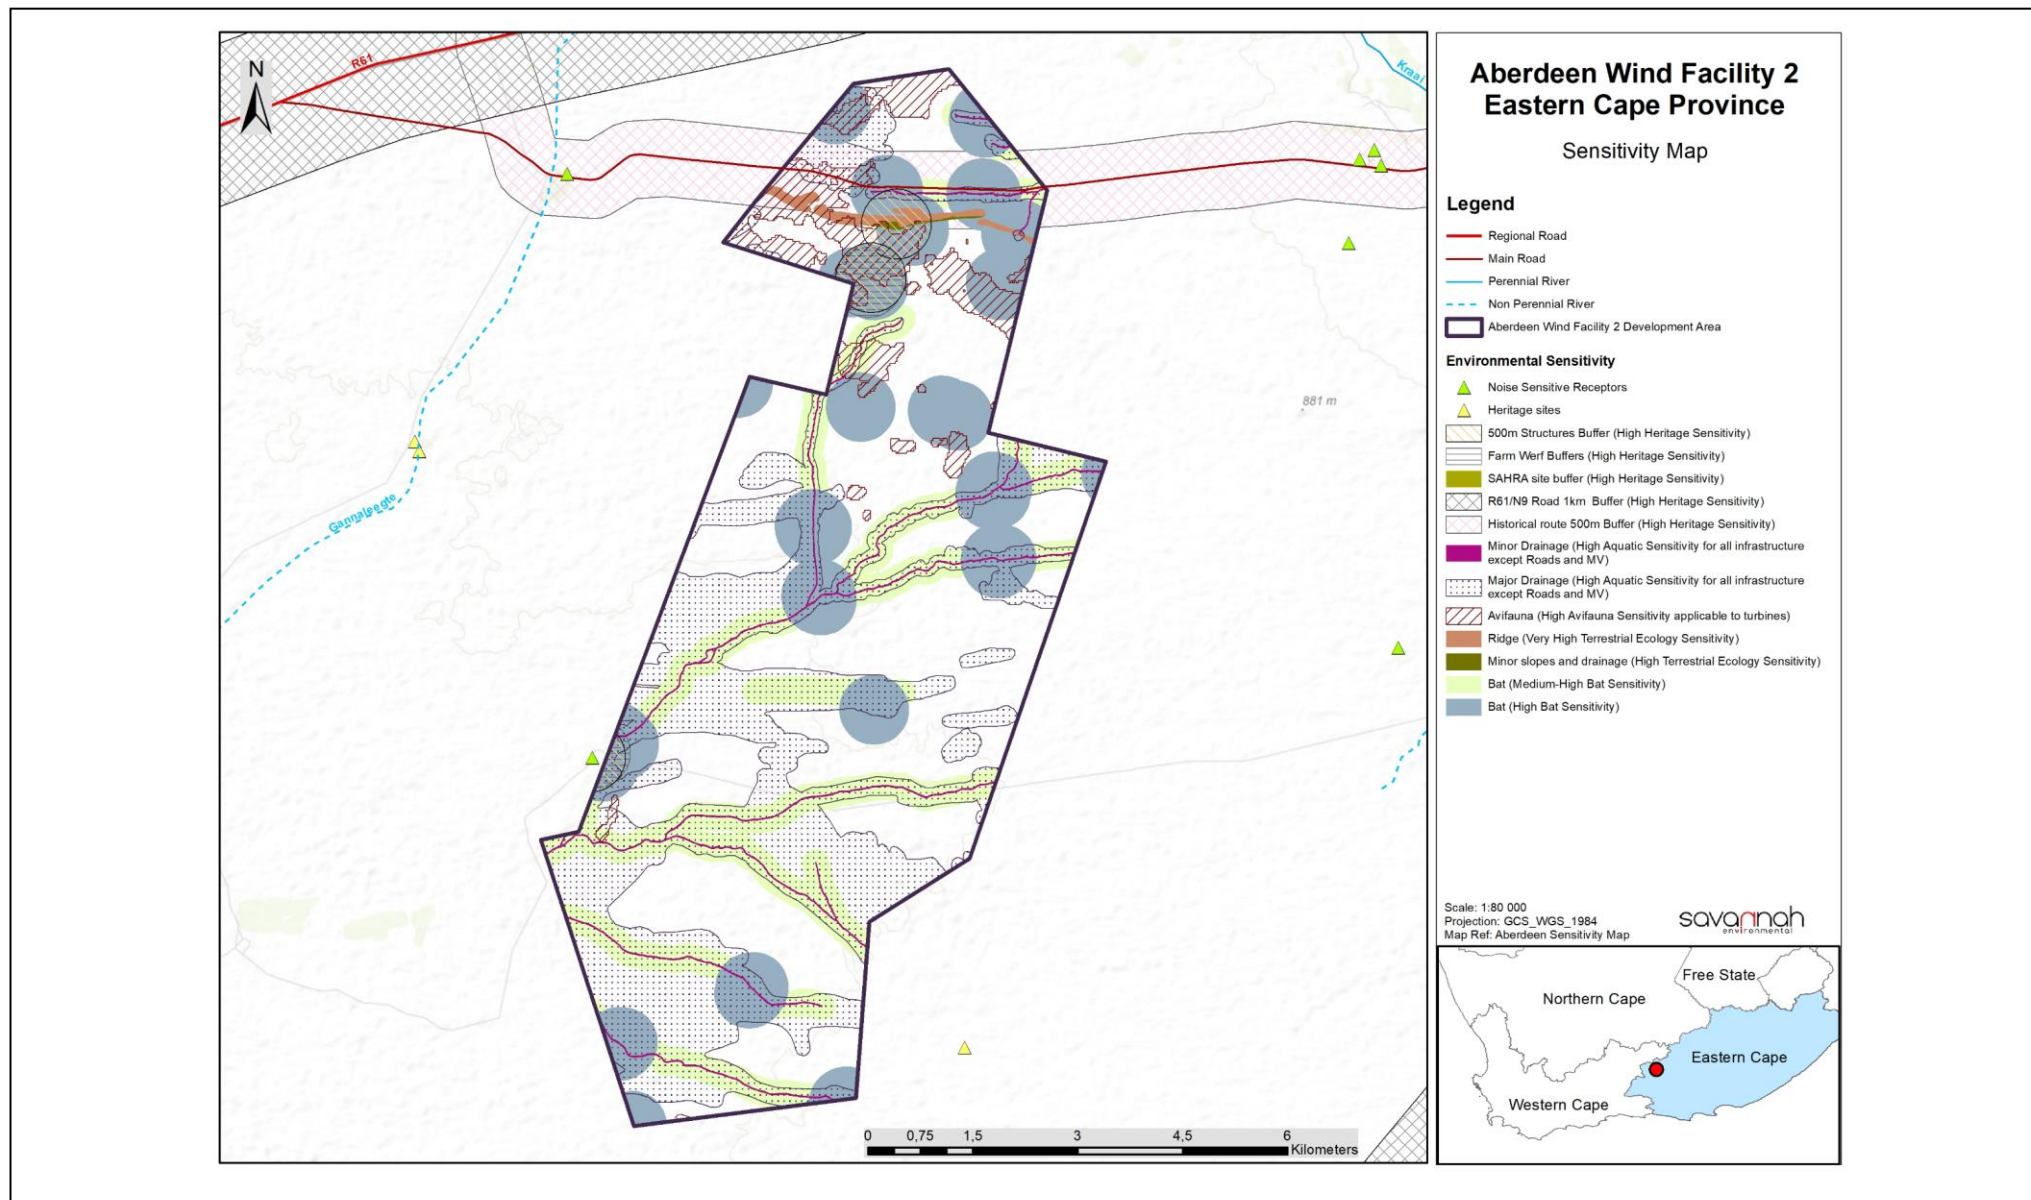 N
R61
Kraai
881 m
Gannaleegte
0 0,75 1,5 3 4,5 6
Kilometers
Aberdeen Wind Facility 2
Eastern Cape Province
Sensitivity Map
Legend
Regional Road
Main Road
Perennial River
Non Perennial River
Aberdeen Wind Facility 2 Development Area
Environmental Sensitivity
Noise Sensitive Receptors
Heritage sites
500m Structures Buffer (High Heritage Sensitivity)
Farm Werf Buffers (High Heritage Sensitivity)
SAHRA site buffer (High Heritage Sensitivity)
R61/N9 Road 1km Buffer (High Heritage Sensitivity)
Historical route 500m Buffer (High Heritage Sensitivity)
Minor Drainage (High Aquatic Sensitivity for all infrastructure
except Roads and MV)
Major Drainage (High Aquatic Sensitivity for all infrastructure
except Roads and MV)
Avifauna (High Avifauna Sensitivity applicable to turbines)
Ridge (Very High Terrestrial Ecology Sensitivity)
Minor slopes and drainage (High Terrestrial Ecology Sensitivity)
Bat (Medium-High Bat Sensitivity)
Bat (High Bat Sensitivity)
Scale: 1:80 000
Projection: GCS_WGS_1984
Map Ref: Aberdeen Sensitivity Map
savannah
environmental
Free State
Northern Cape
Eastern Cape
Western Cape